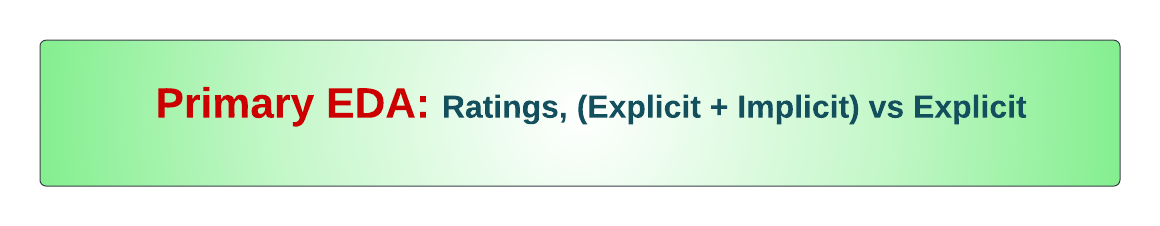 Primary EDA: Ratings, (Explicit + Implicit) vs Explicit